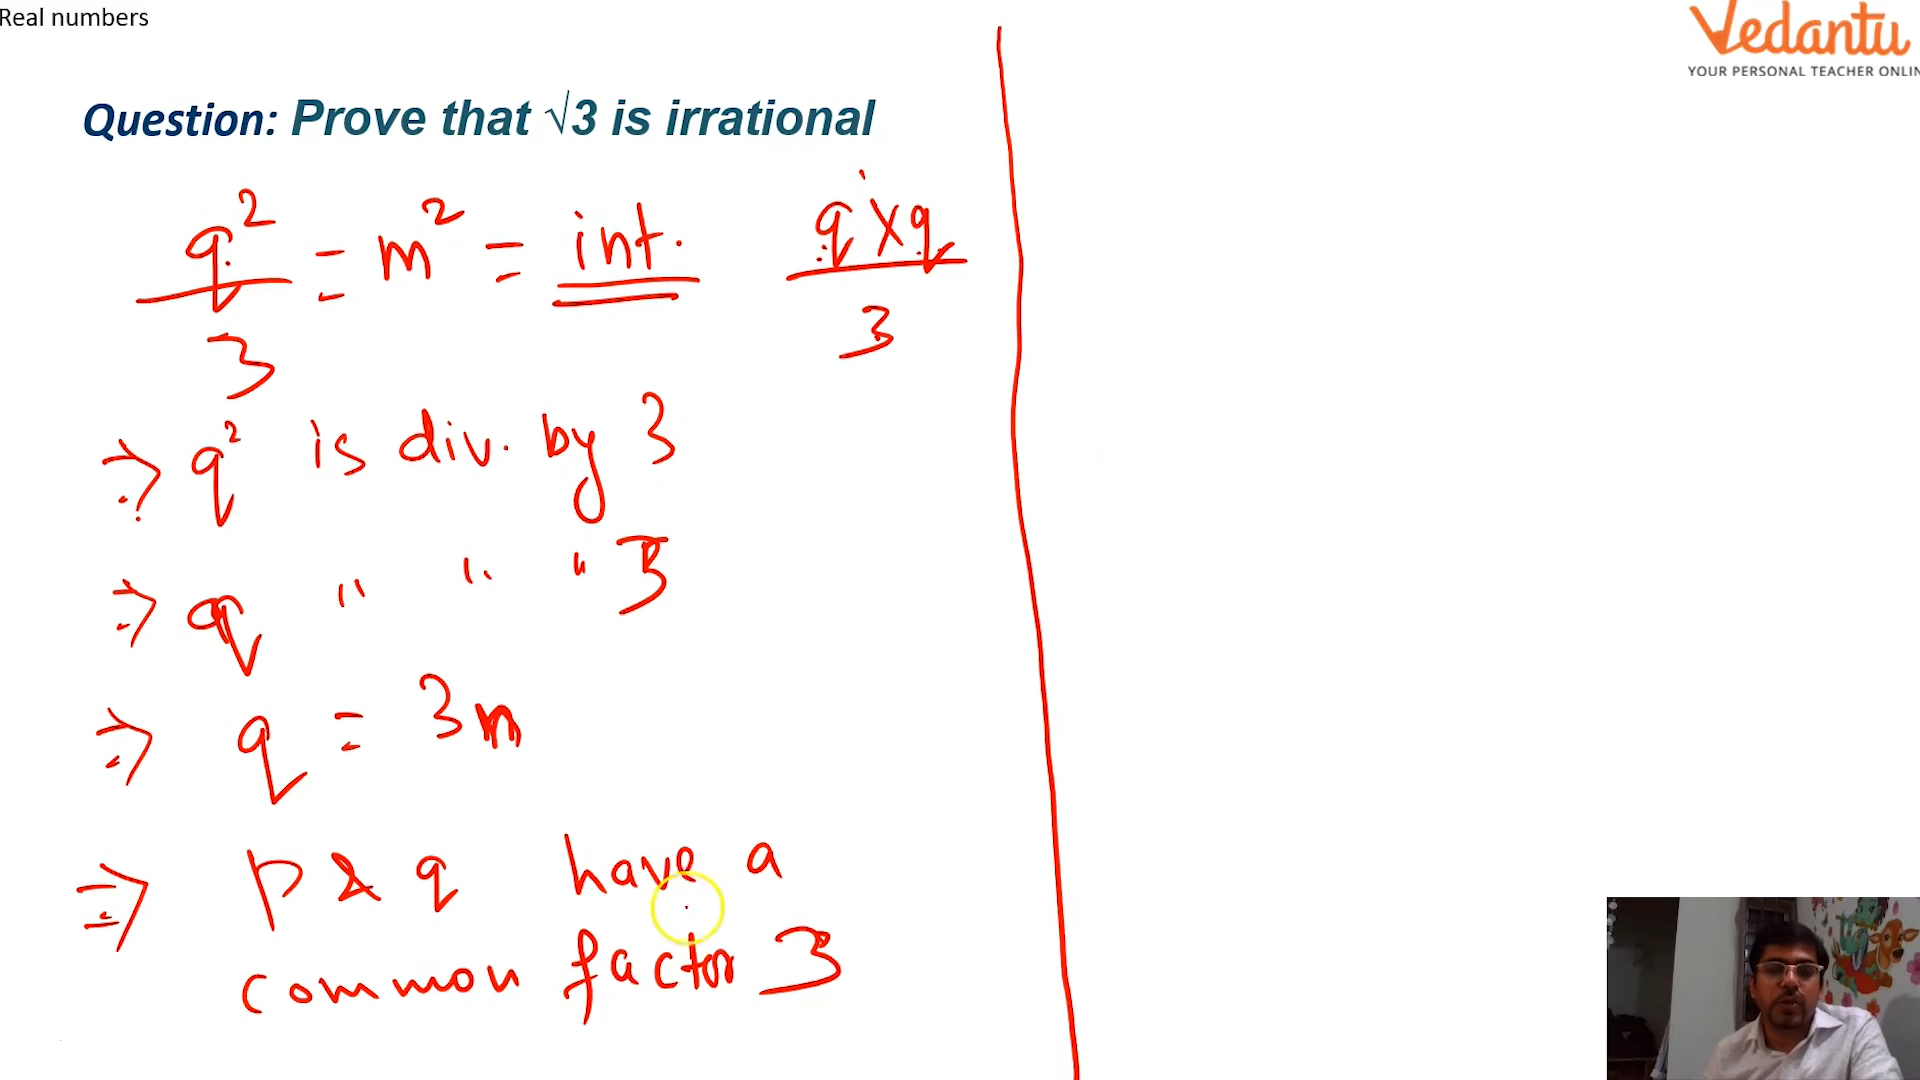 Real numbers
Vedantu
YOUR PERSONAL TEACHER ONLIN
Question: Prove that √3 is irrational
q²/3 = m² = int. q×q/3
⇒ q² is div. by 3
⇒ q " " " 3
⇒ q = 3m
⇒ p & q have a
common factor 3